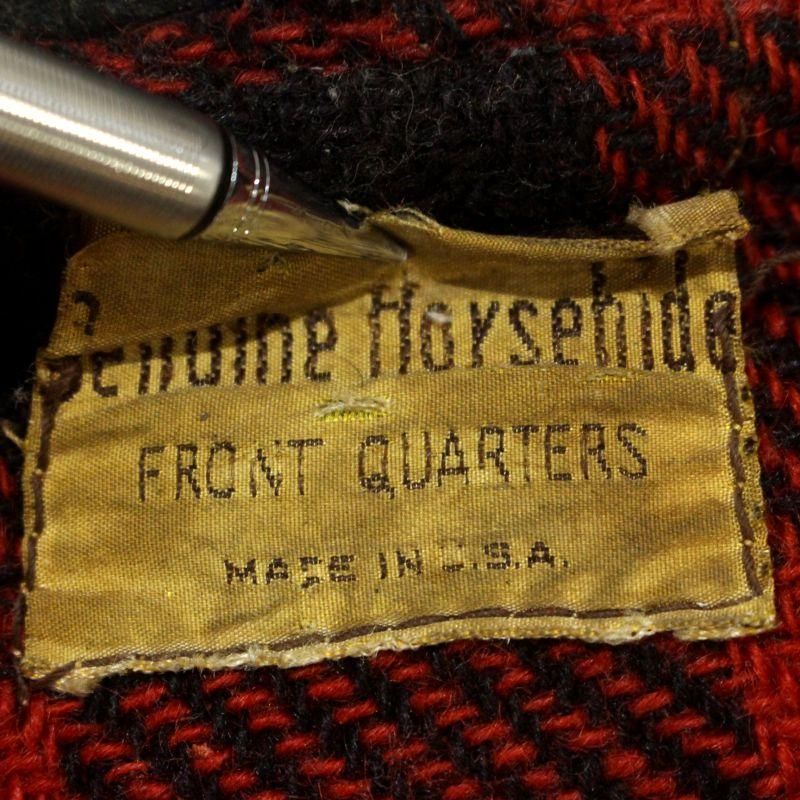 Genuine Horsehide
FRONT QUARTERS
MADE IN U.S.A.